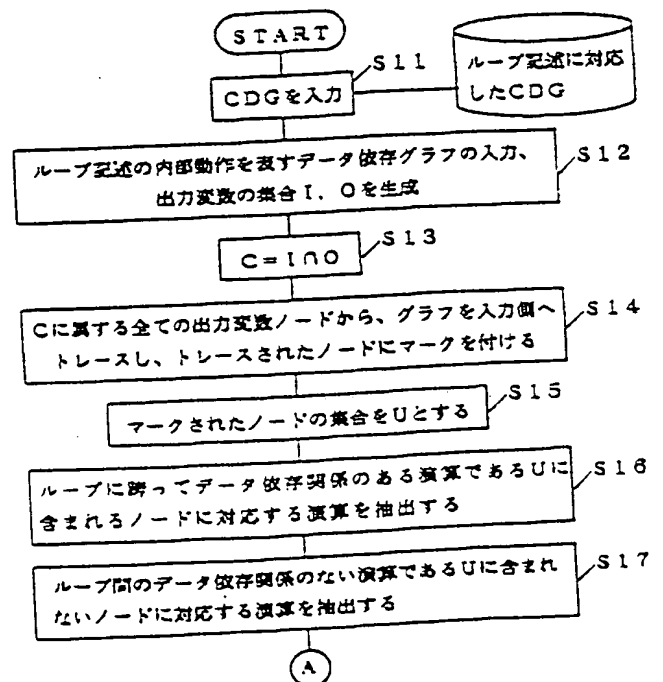 START
S11
ループ記述に対応
したCDG
CDGを入力
S12
ループ記述の内部動作を表すデータ依存グラフの入力、
出力変数の集合I、Oを生成
S13
C=I∩O
S14
Cに属する全ての出力変数ノードから、グラフを入力側へ
トレースし、トレースされたノードにマークを付ける
S15
マークされたノードの集合をUとする
S16
ループに跨ってデータ依存関係のある演算であるUに
含まれるノードに対応する演算を抽出する
S17
ループ間のデータ依存関係のない演算であるUに含まれ
ないノードに対応する演算を抽出する
A